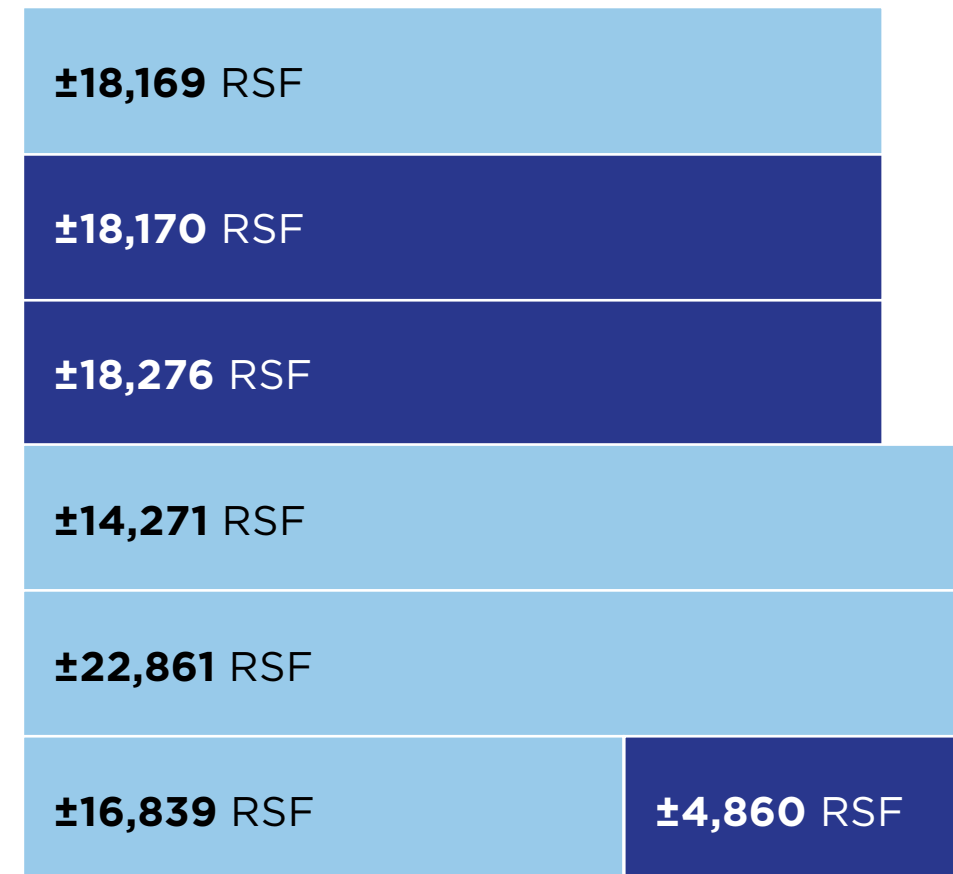 ±18,169 RSF
±18,170 RSF
±18,276 RSF
±14,271 RSF
±22,861 RSF
±16,839 RSF ±4,860 RSF